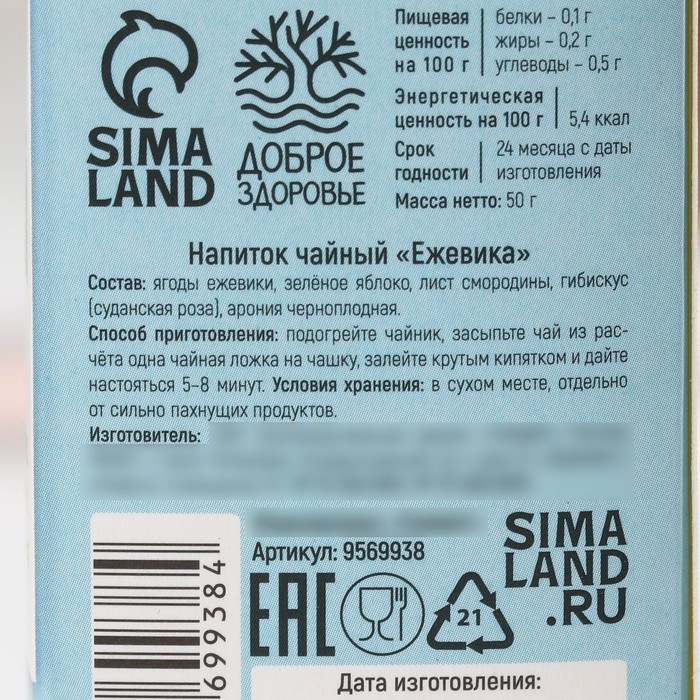 SIMA
LAND
ДОБРОЕ
ЗДОРОВЬЕ
Пищевая
ценность
на 100 г
белки – 0,1 г
жиры – 0,2 г
углеводы – 0,5 г
Энергетическая
ценность на 100 г
5,4 ккал
Срок
годности
24 месяца с даты
изготовления
Масса нетто: 50 г
Напиток чайный «Ежевика»
Состав: ягоды ежевики, зелёное яблоко, лист смородины, гибискус
(суданская роза), арония черноплодная.
Способ приготовления: подогрейте чайник, засыпьте чай из рас-
чёта одна чайная ложка на чашку, залейте крутым кипятком и дайте
настояться 5–8 минут. Условия хранения: в сухом месте, отдельно
от сильно пахнущих продуктов.
Изготовитель:
Артикул: 9569938
699384
EAC
21
SIMA
LAND
.RU
Дата изготовления: